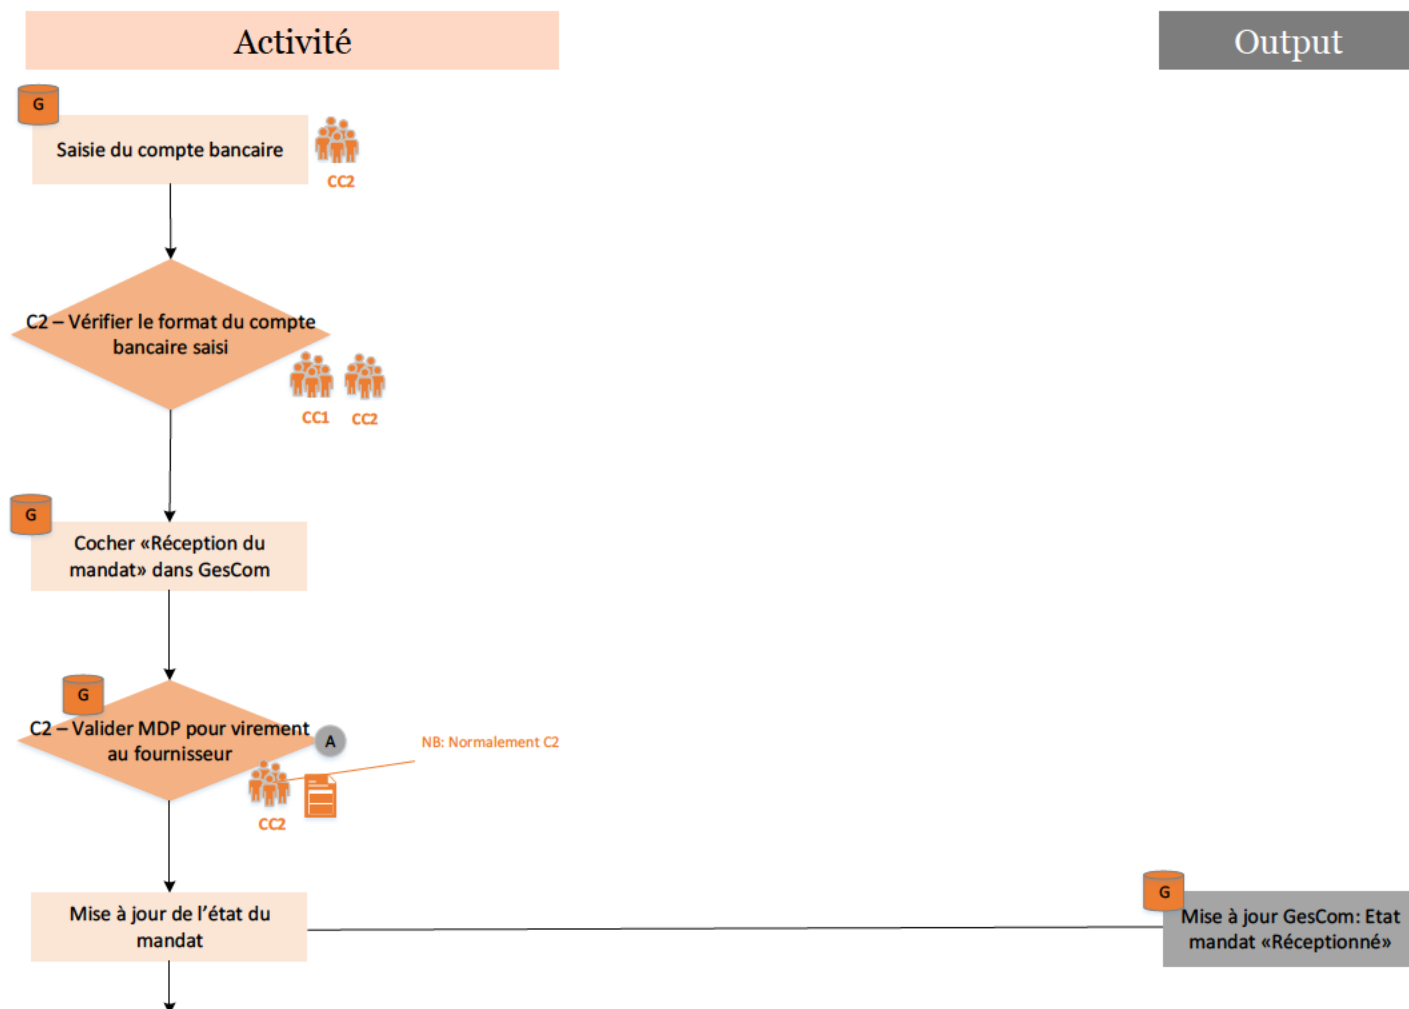 Activité
Output
G
Saisie du compte bancaire
CC2
C2 – Vérifier le format du compte
bancaire saisi
CC1
CC2
G
Cocher «Réception du
mandat» dans GesCom
G
C2 – Valider MDP pour virement
au fournisseur
A
NB: Normalement C2
CC2
Mise à jour de l’état du
mandat
G
Mise à jour GesCom: Etat
mandat «Réceptionné»